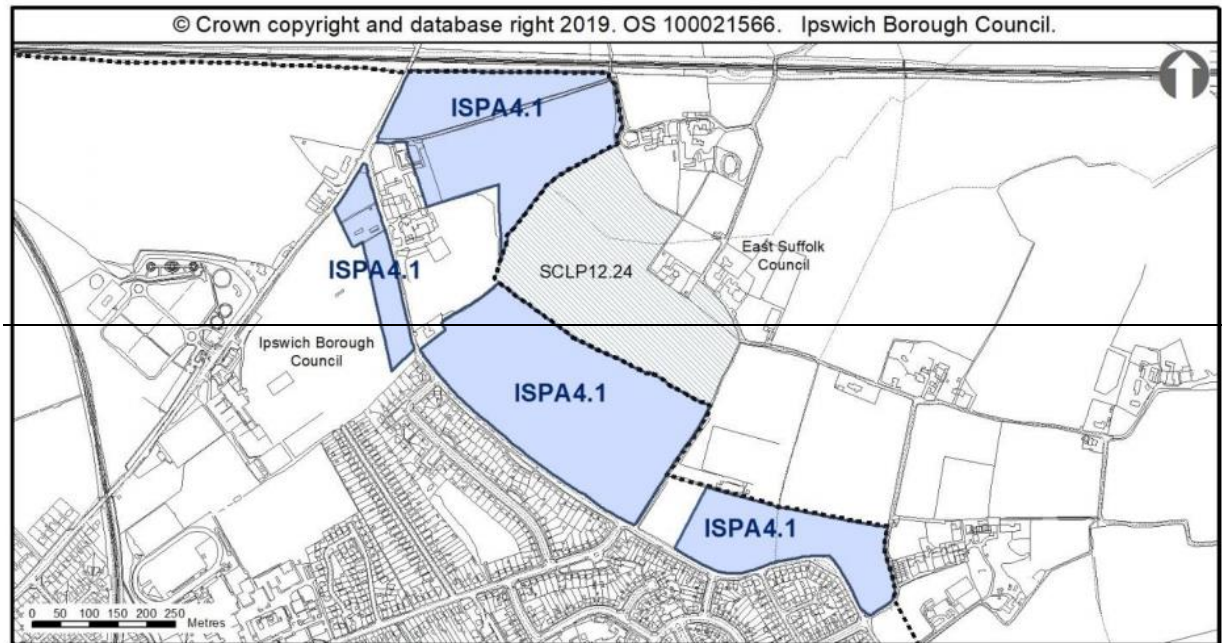 © Crown copyright and database right 2019. OS 100021566. Ipswich Borough Council.
ISPA4.1
ISPA4.1
East Suffolk
Council
SCLP12.24
Ipswich Borough
Council
ISPA4.1
ISPA4.1
0 50 100 150 200 250
Metres